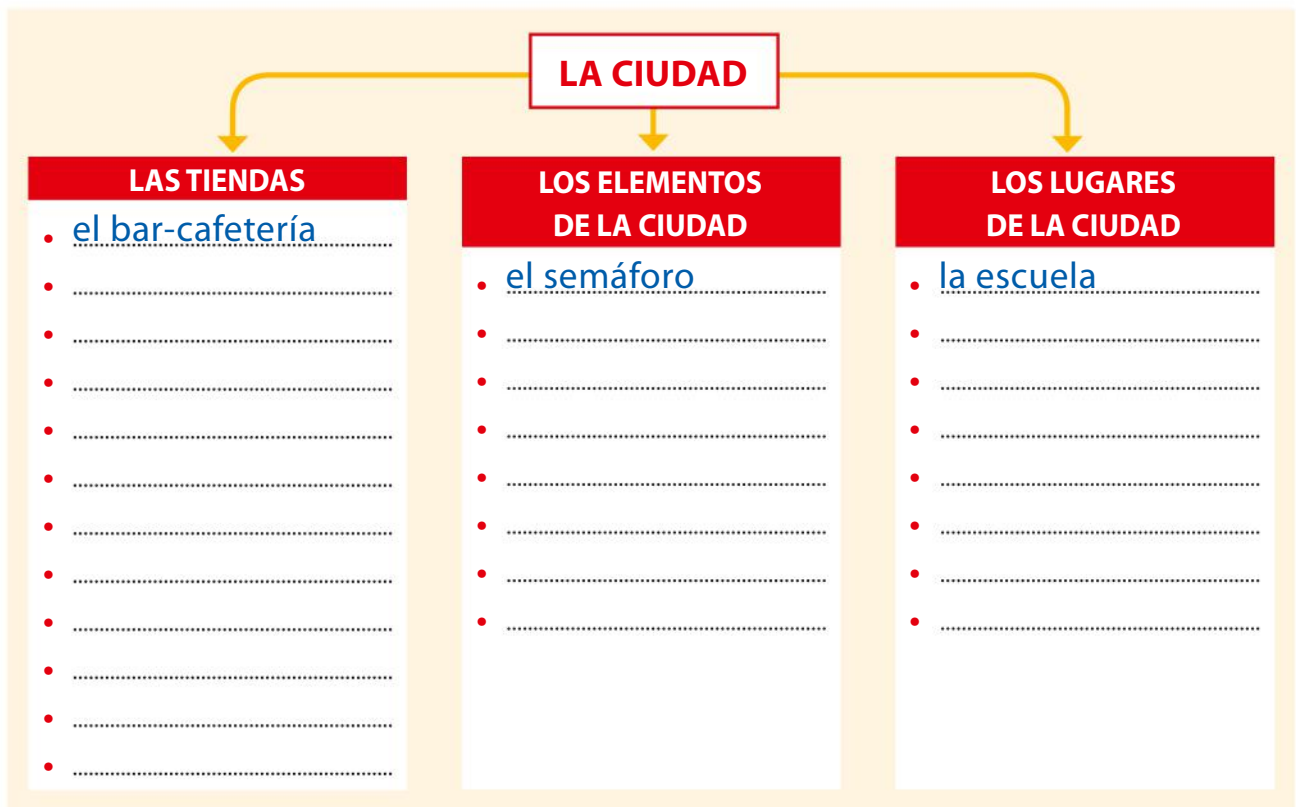 LA CIUDAD
LAS TIENDAS
• el bar-cafetería
•
•
•
•
•
•
•
•
•
•
•
LOS ELEMENTOS
DE LA CIUDAD
• el semáforo
•
•
•
•
•
•
•
LOS LUGARES
DE LA CIUDAD
• la escuela
•
•
•
•
•
•
•